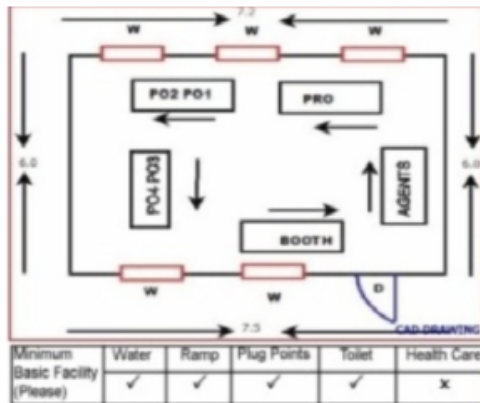 7.2
W W W
PO2 PO1
PRO
6.0
6.0
PO4 PO3
AGENTS
BOOTH
W
W
D
7.5
CAD DRAWING
Minimum Basic Facility (Please) Water Ramp Plug Points Toilet Health Care
✓ ✓ ✓ ✓ x